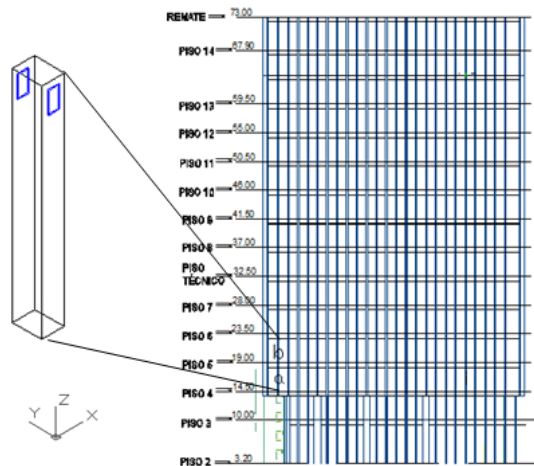 REMATE 73.00
PISO 14 67.90
PISO 13 59.50
PISO 12 55.00
PISO 11 50.50
PISO 10 46.00
PISO 9 41.50
PISO 8 37.00
PISO TÉCNICO 32.50
PISO 7 28.00
PISO 6 23.50
b
PISO 5 19.00
a
PISO 4 14.50
PISO 3 10.00
PISO 2 3.20
Z
Y X